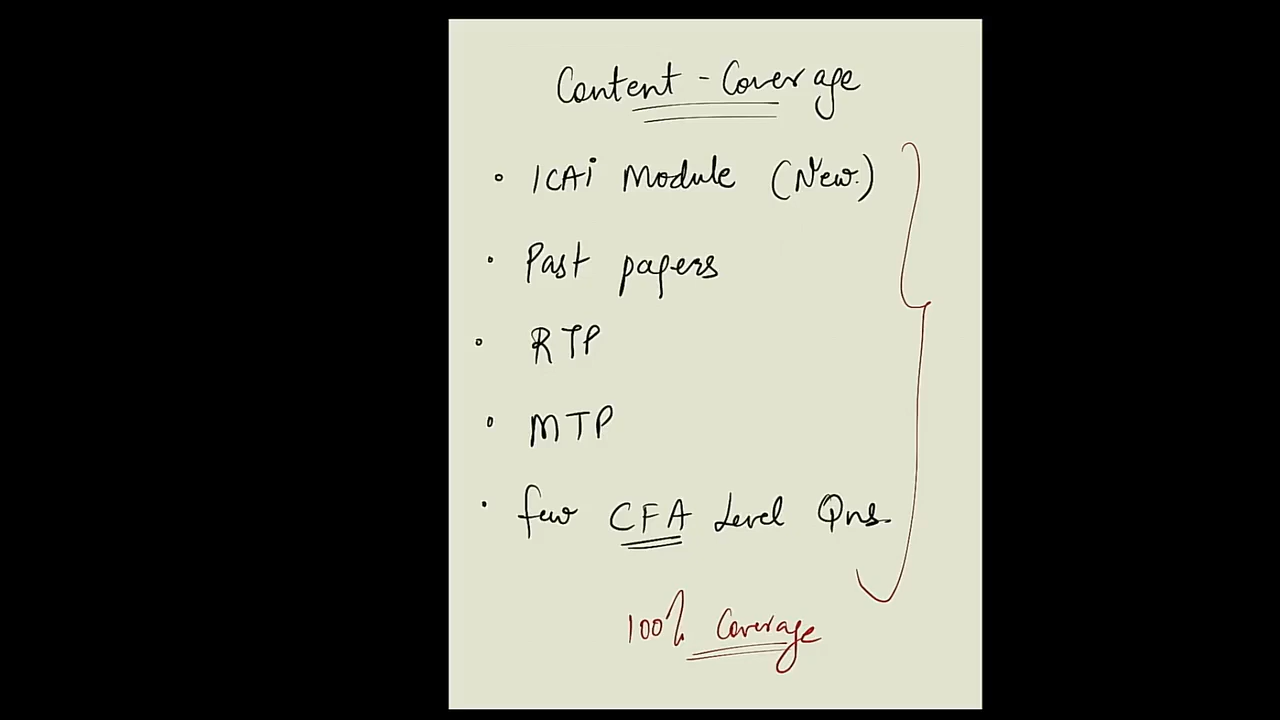 Content - Coverage
• ICAi Module (New.)
• Past papers
• RTP
• MTP
• few CFA Level Qns.
100% Coverage